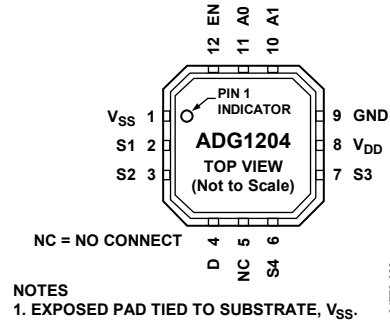 12 EN
11 A0
10 A1
PIN 1
INDICATOR
VSS 1
9 GND
ADG1204
S1 2
8 VDD
TOP VIEW
S2 3
7 S3
(Not to Scale)
NC = NO CONNECT
D 4
NC 5
S4 6
NOTES
1. EXPOSED PAD TIED TO SUBSTRATE, VSS.